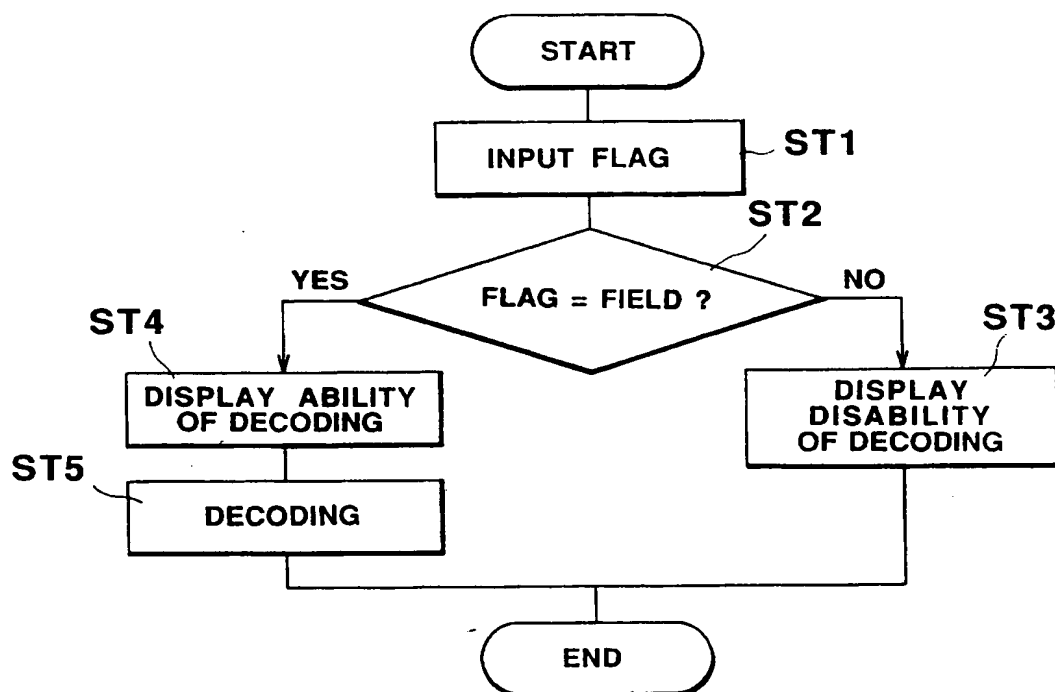 START
INPUT FLAG
ST1
ST2
YES
FLAG = FIELD ?
NO
ST4
ST3
DISPLAY ABILITY
OF DECODING
DISPLAY
DISABILITY
OF DECODING
ST5
DECODING
END